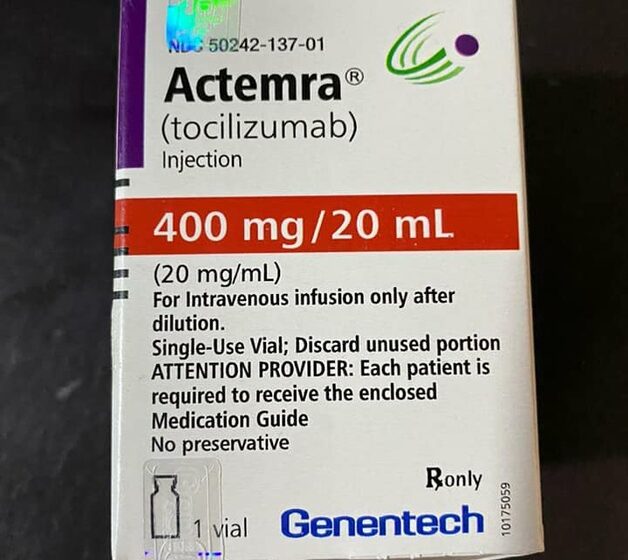 NDC 50242-137-01
Actemra®
(tocilizumab)
Injection
400 mg/20 mL
(20 mg/mL)
For Intravenous infusion only after
dilution.
Single-Use Vial; Discard unused portion
ATTENTION PROVIDER: Each patient is
required to receive the enclosed
Medication Guide
No preservative
℞only
1 vial
Genentech
10175059